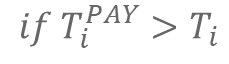 if T_i^{PAY} > T_i